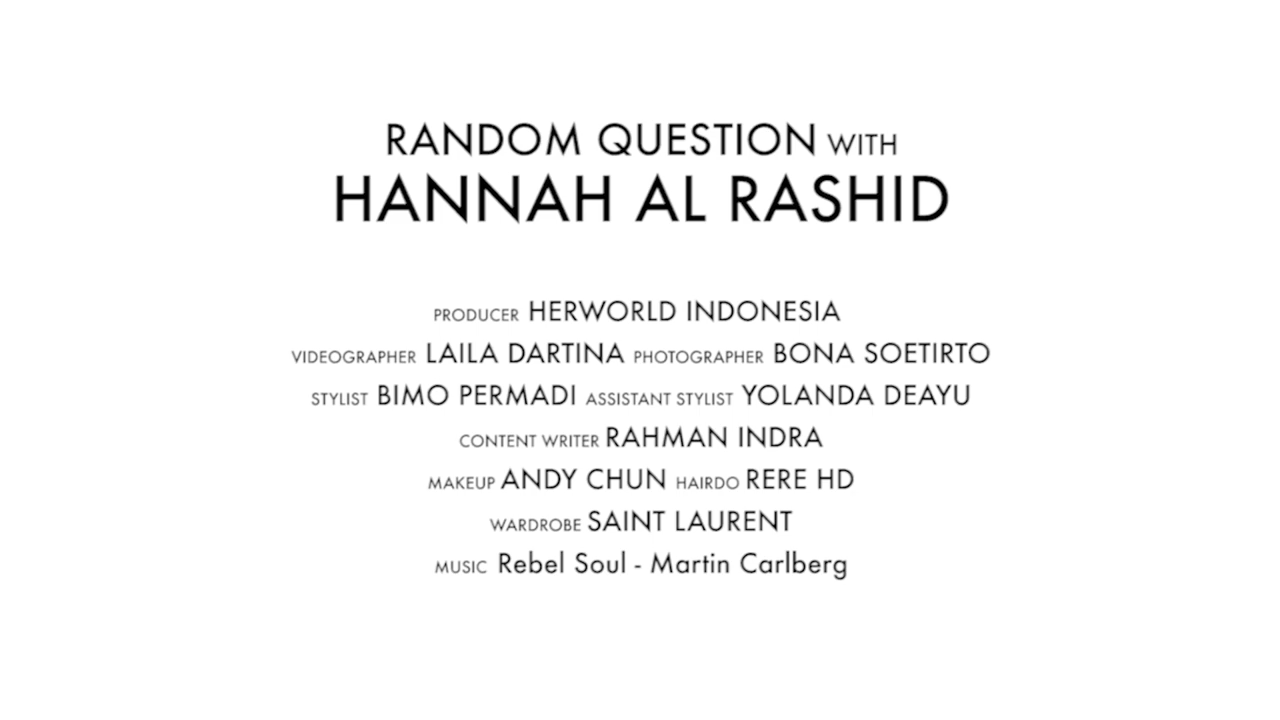 RANDOM QUESTION WITH
HANNAH AL RASHID
PRODUCER HERWORLD INDONESIA
VIDEOGRAPHER LAILA DARTINA PHOTOGRAPHER BONA SOETIRTO
STYLIST BIMO PERMADI ASSISTANT STYLIST YOLANDA DEAYU
CONTENT WRITER RAHMAN INDRA
MAKEUP ANDY CHUN HAIRDO RERE HD
WARDROBE SAINT LAURENT
MUSIC Rebel Soul - Martin Carlberg